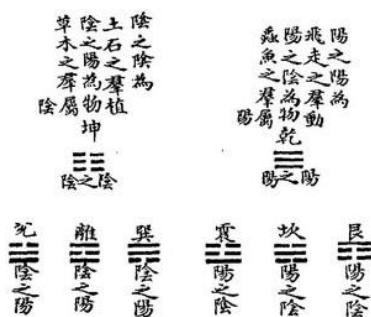 陽之陽為
飛走之羣動
陽之陰為物
蟲魚之羣屬
陽
乾
陽之陽
陰之陰為
土石之羣植
陰之陽為物
草木之羣屬
陰
坤
陰之陰
艮
陽之陰
坎
陽之陰
震
陽之陰
巽
陰之陽
離
陰之陽
兌
陰之陽